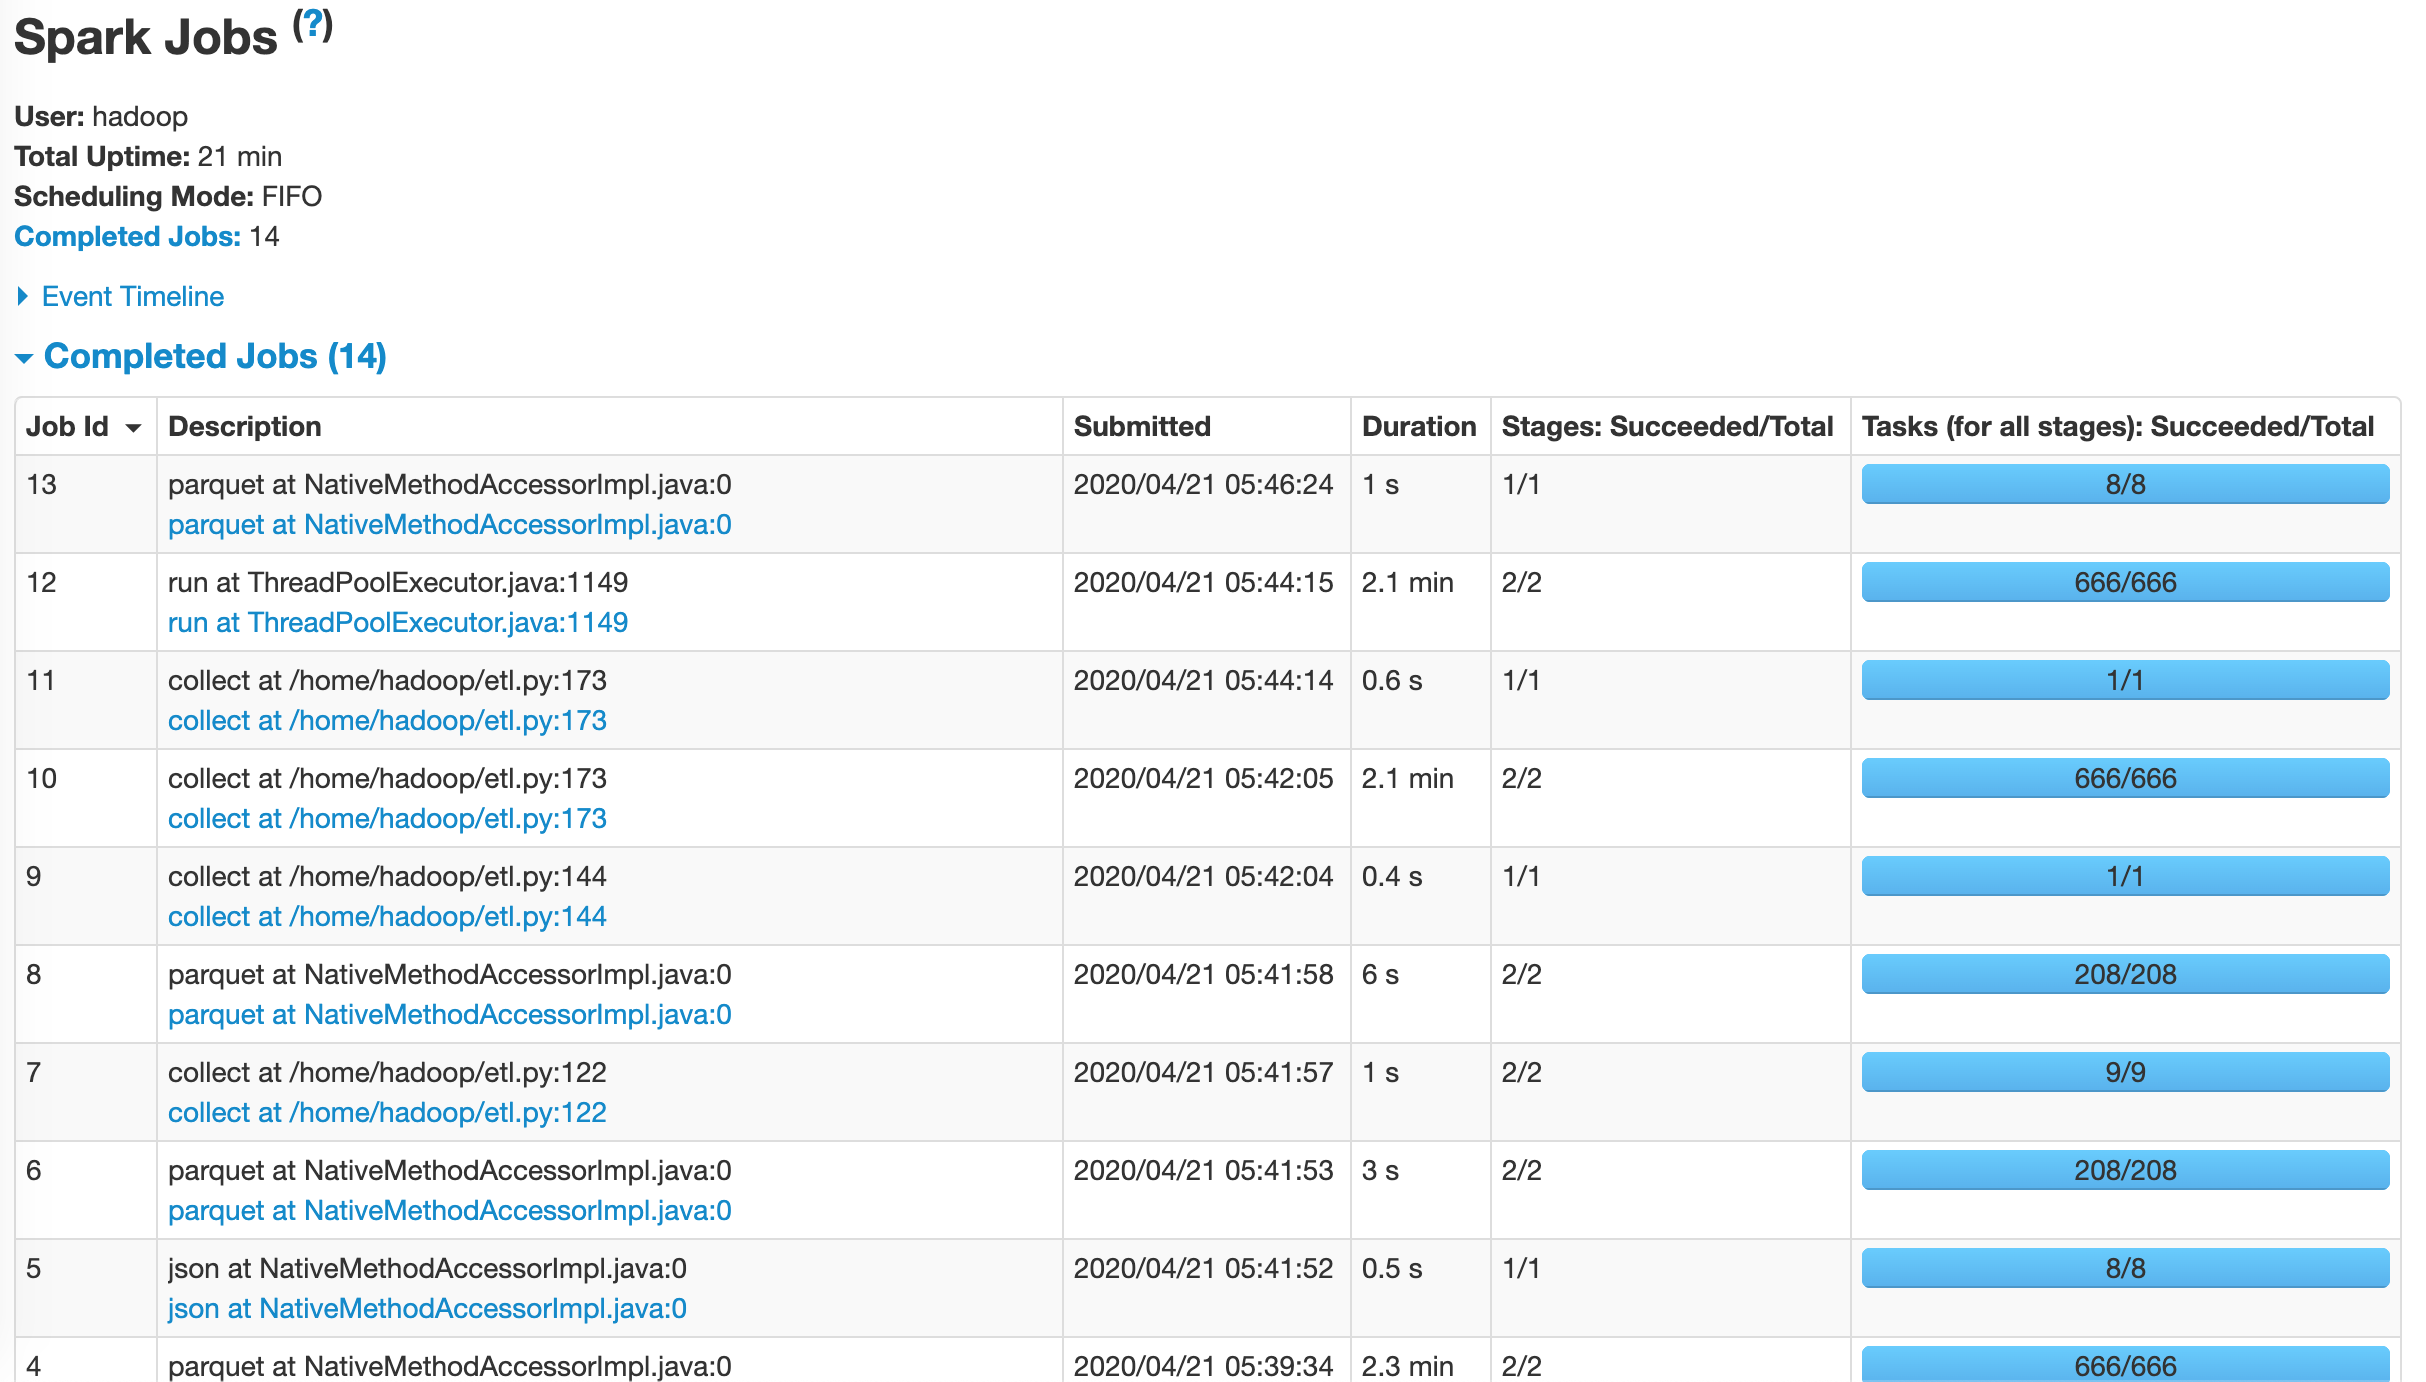 Spark Jobs (?)
User: hadoop
Total Uptime: 21 min
Scheduling Mode: FIFO
Completed Jobs: 14
Event Timeline
Completed Jobs (14)
Job Id Description Submitted Duration Stages: Succeeded/Total Tasks (for all stages): Succeeded/Total
13 parquet at NativeMethodAccessorImpl.java:0 2020/04/21 05:46:24 1 s 1/1 8/8
parquet at NativeMethodAccessorImpl.java:0
12 run at ThreadPoolExecutor.java:1149 2020/04/21 05:44:15 2.1 min 2/2 666/666
run at ThreadPoolExecutor.java:1149
11 collect at /home/hadoop/etl.py:173 2020/04/21 05:44:14 0.6 s 1/1 1/1
collect at /home/hadoop/etl.py:173
10 collect at /home/hadoop/etl.py:173 2020/04/21 05:42:05 2.1 min 2/2 666/666
collect at /home/hadoop/etl.py:173
9 collect at /home/hadoop/etl.py:144 2020/04/21 05:42:04 0.4 s 1/1 1/1
collect at /home/hadoop/etl.py:144
8 parquet at NativeMethodAccessorImpl.java:0 2020/04/21 05:41:58 6 s 2/2 208/208
parquet at NativeMethodAccessorImpl.java:0
7 collect at /home/hadoop/etl.py:122 2020/04/21 05:41:57 1 s 2/2 9/9
collect at /home/hadoop/etl.py:122
6 parquet at NativeMethodAccessorImpl.java:0 2020/04/21 05:41:53 3 s 2/2 208/208
parquet at NativeMethodAccessorImpl.java:0
5 json at NativeMethodAccessorImpl.java:0 2020/04/21 05:41:52 0.5 s 1/1 8/8
json at NativeMethodAccessorImpl.java:0
4 parquet at NativeMethodAccessorImpl.java:0 2020/04/21 05:39:34 2.3 min 2/2 666/666